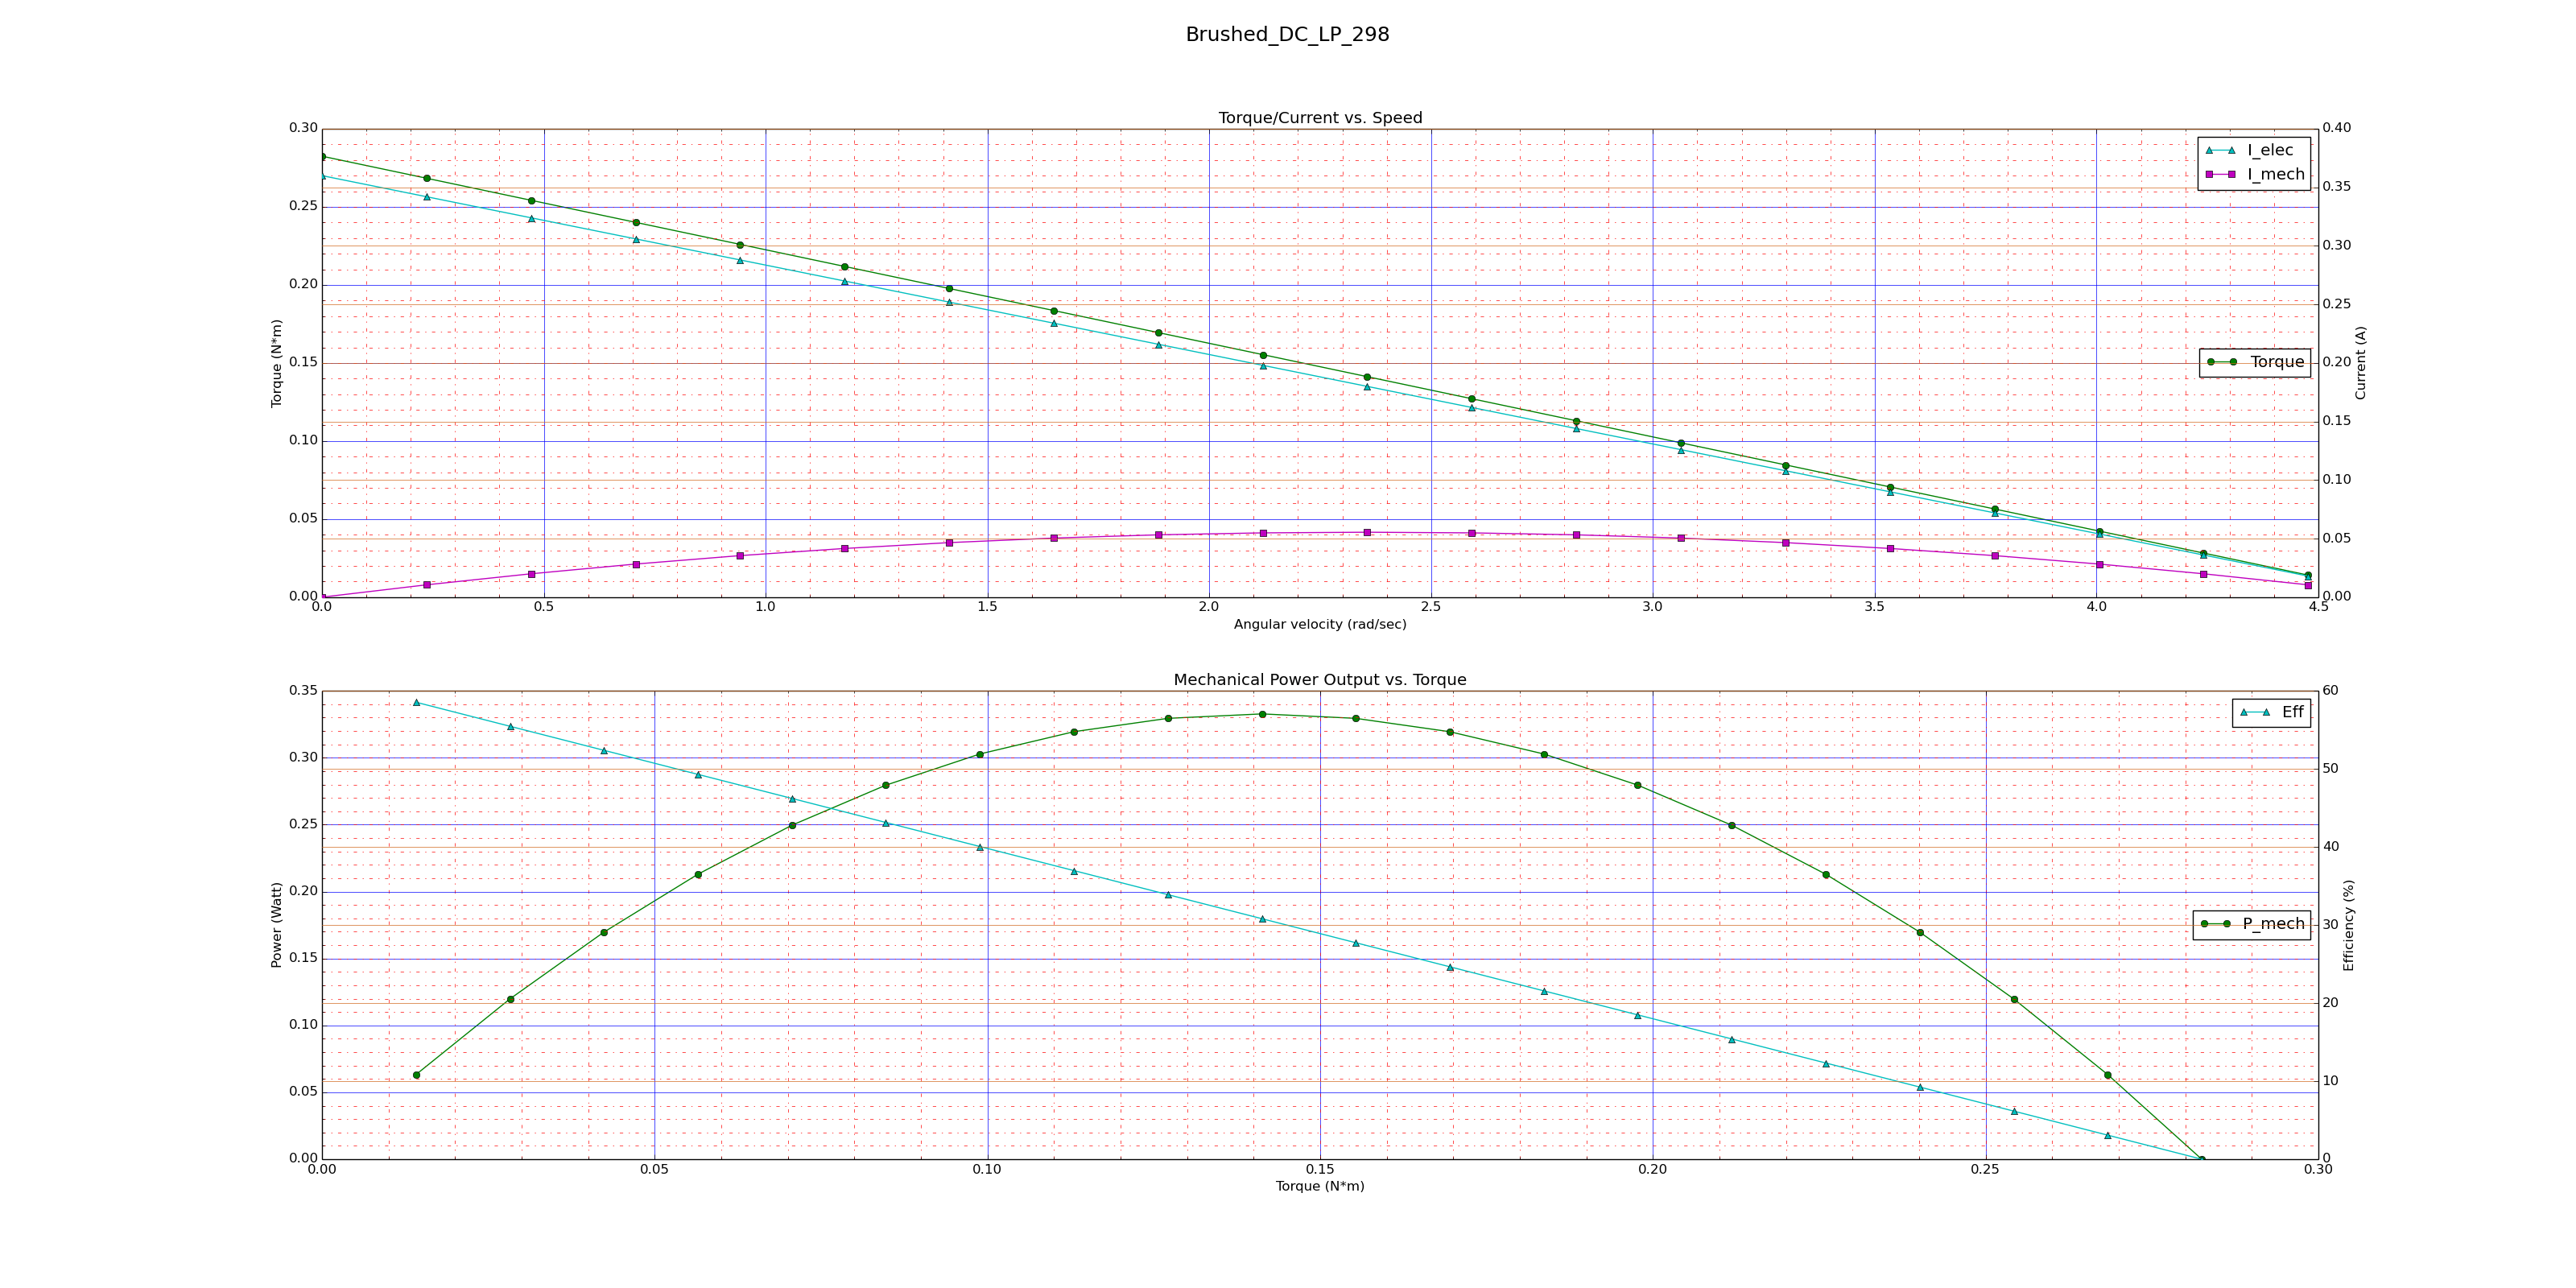 Brushed_DC_LP_298
Torque/Current vs. Speed
0.30
0.25
0.20
0.15
0.10
0.05
0.00
Torque (N*m)
0.40
0.35
0.30
0.25
0.20
0.15
0.10
0.05
0.00
Current (A)
I_elec
I_mech
Torque
0.0 0.5 1.0 1.5 2.0 2.5 3.0 3.5 4.0 4.5
Angular velocity (rad/sec)
Mechanical Power Output vs. Torque
0.35
0.30
0.25
0.20
0.15
0.10
0.05
0.00
Power (Watt)
60
50
40
30
20
10
0
Efficiency (%)
Eff
P_mech
0.00 0.05 0.10 0.15 0.20 0.25 0.30
Torque (N*m)